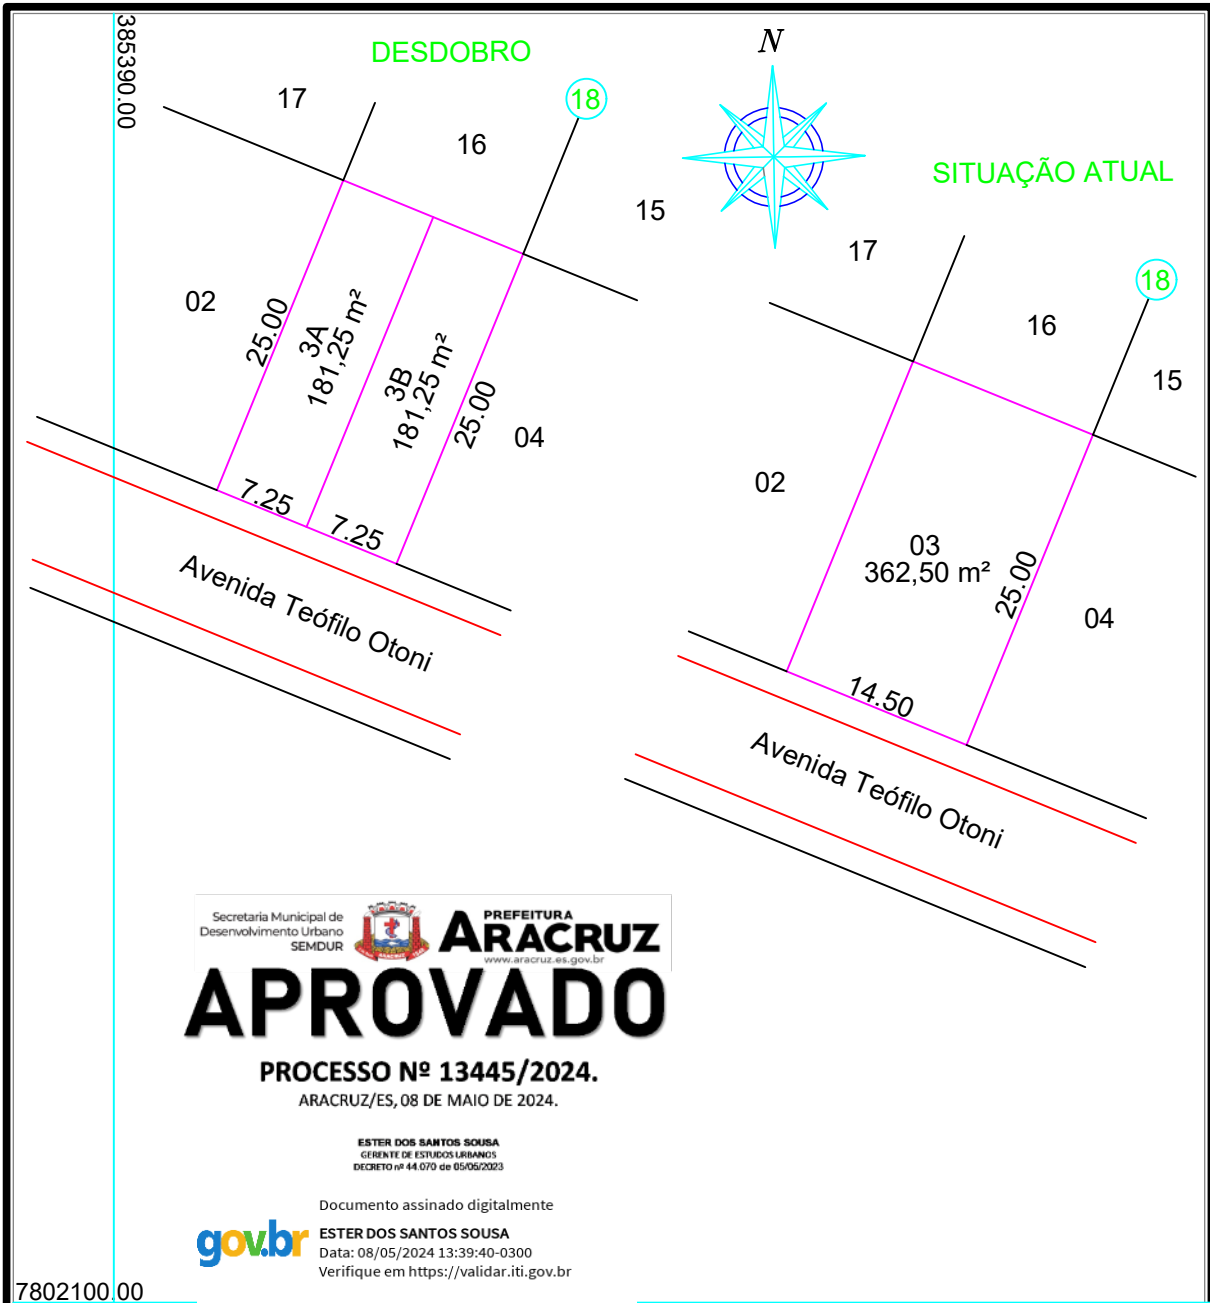 385390.00
DESDOBRO
N
17
16
18
15
02
25.00
3A
181,25 m²
3B
181,25 m²
25.00
04
7.25
7.25
Avenida Teófilo Otoni
SITUAÇÃO ATUAL
17
16
18
15
02
03
362,50 m²
25.00
04
14.50
Avenida Teófilo Otoni
Secretaria Municipal de
Desenvolvimento Urbano
SEMDUR
PREFEITURA
ARACRUZ
www.aracruz.es.gov.br
APROVADO
PROCESSO Nº 13445/2024.
ARACRUZ/ES, 08 DE MAIO DE 2024.
ESTER DOS SANTOS SOUSA
GERENTE DE ESTUDOS URBANOS
DECRETO nº 44.070 de 05/05/2023
gov.br
Documento assinado digitalmente
ESTER DOS SANTOS SOUSA
Data: 08/05/2024 13:39:40-0300
Verifique em https://validar.iti.gov.br
7802100.00